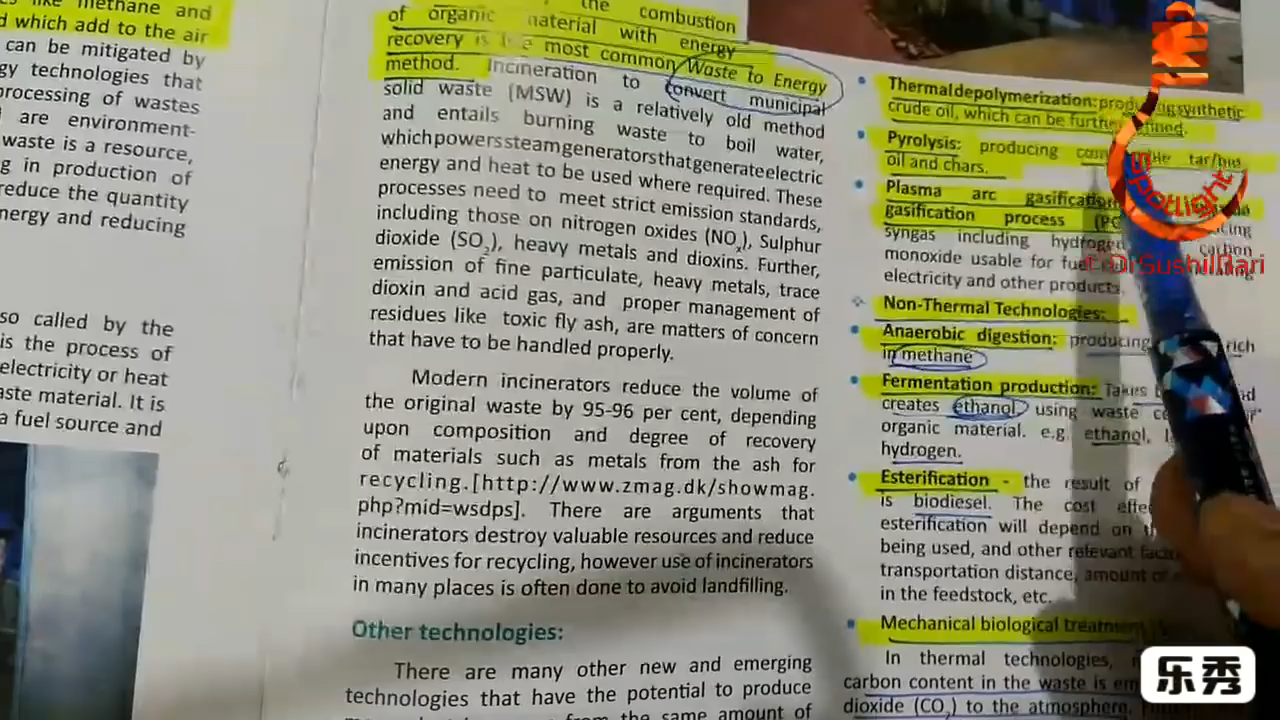 es like methane and
d which add to the air
can be mitigated by
gy technologies that
rocessing of wastes
are environment-
waste is a resource,
g in production of
reduce the quantity
nergy and reducing
so called by the
is the process of
electricity or heat
aste material. It is
a fuel source and
the combustion
of organic material with energy
recovery is the most common Waste to Energy
method. Incineration to convert municipal
solid waste (MSW) is a relatively old method
and entails burning waste to boil water,
which powers steam generators that generate electric
energy and heat to be used where required. These
processes need to meet strict emission standards,
including those on nitrogen oxides (NOx), Sulphur
dioxide (SO2), heavy metals and dioxins. Further,
emission of fine particulate, heavy metals, trace
dioxin and acid gas, and proper management of
residues like toxic fly ash, are matters of concern
that have to be handled properly.
Modern incinerators reduce the volume of
the original waste by 95-96 per cent, depending
upon composition and degree of recovery
of materials such as metals from the ash for
recycling.[http://www.zmag.dk/showmag.
php?mid=wsdps]. There are arguments that
incinerators destroy valuable resources and reduce
incentives for recycling, however use of incinerators
in many places is often done to avoid landfilling.
Other technologies:
There are many other new and emerging
technologies that have the potential to produce
from the same amount of
• Thermal depolymerization: producing synthetic
crude oil, which can be further
• Pyrolysis: producing tar/bio
oil and chars.
• Plasma arc gasification
gasification process
syngas including hydrogen carbon
monoxide usable for fuel
electricity and other products.
Non-Thermal Technologies:
• Anaerobic digestion: producing rich
in methane
• Fermentation production: Takes
creates ethanol, using waste
organic material. e.g. ethanol,
hydrogen.
• Esterification - the result of
is biodiesel. The cost
esterification will depend on
being used, and other relevant
transportation distance, amount
in the feedstock, etc.
• Mechanical biological treatment
In thermal technologies,
carbon content in the waste is
dioxide (CO2) to the atmosphere.
Spotlight
DrSushilBari
乐秀